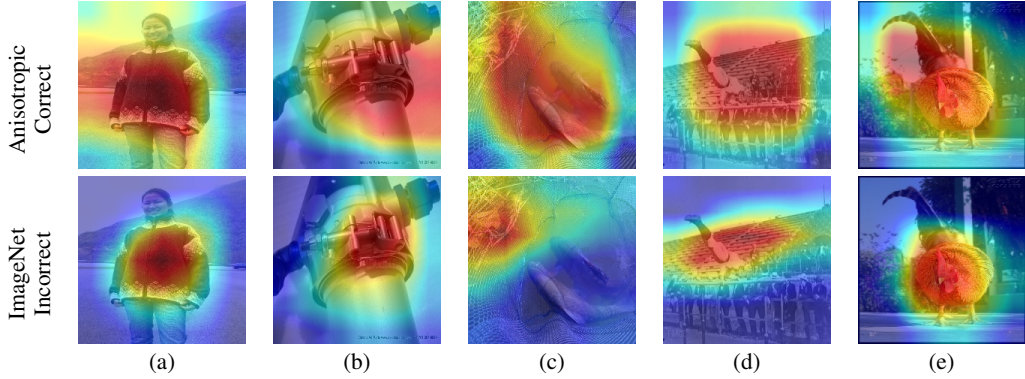 Anisotropic
Correct
ImageNet
Incorrect
(a)
(b)
(c)
(d)
(e)